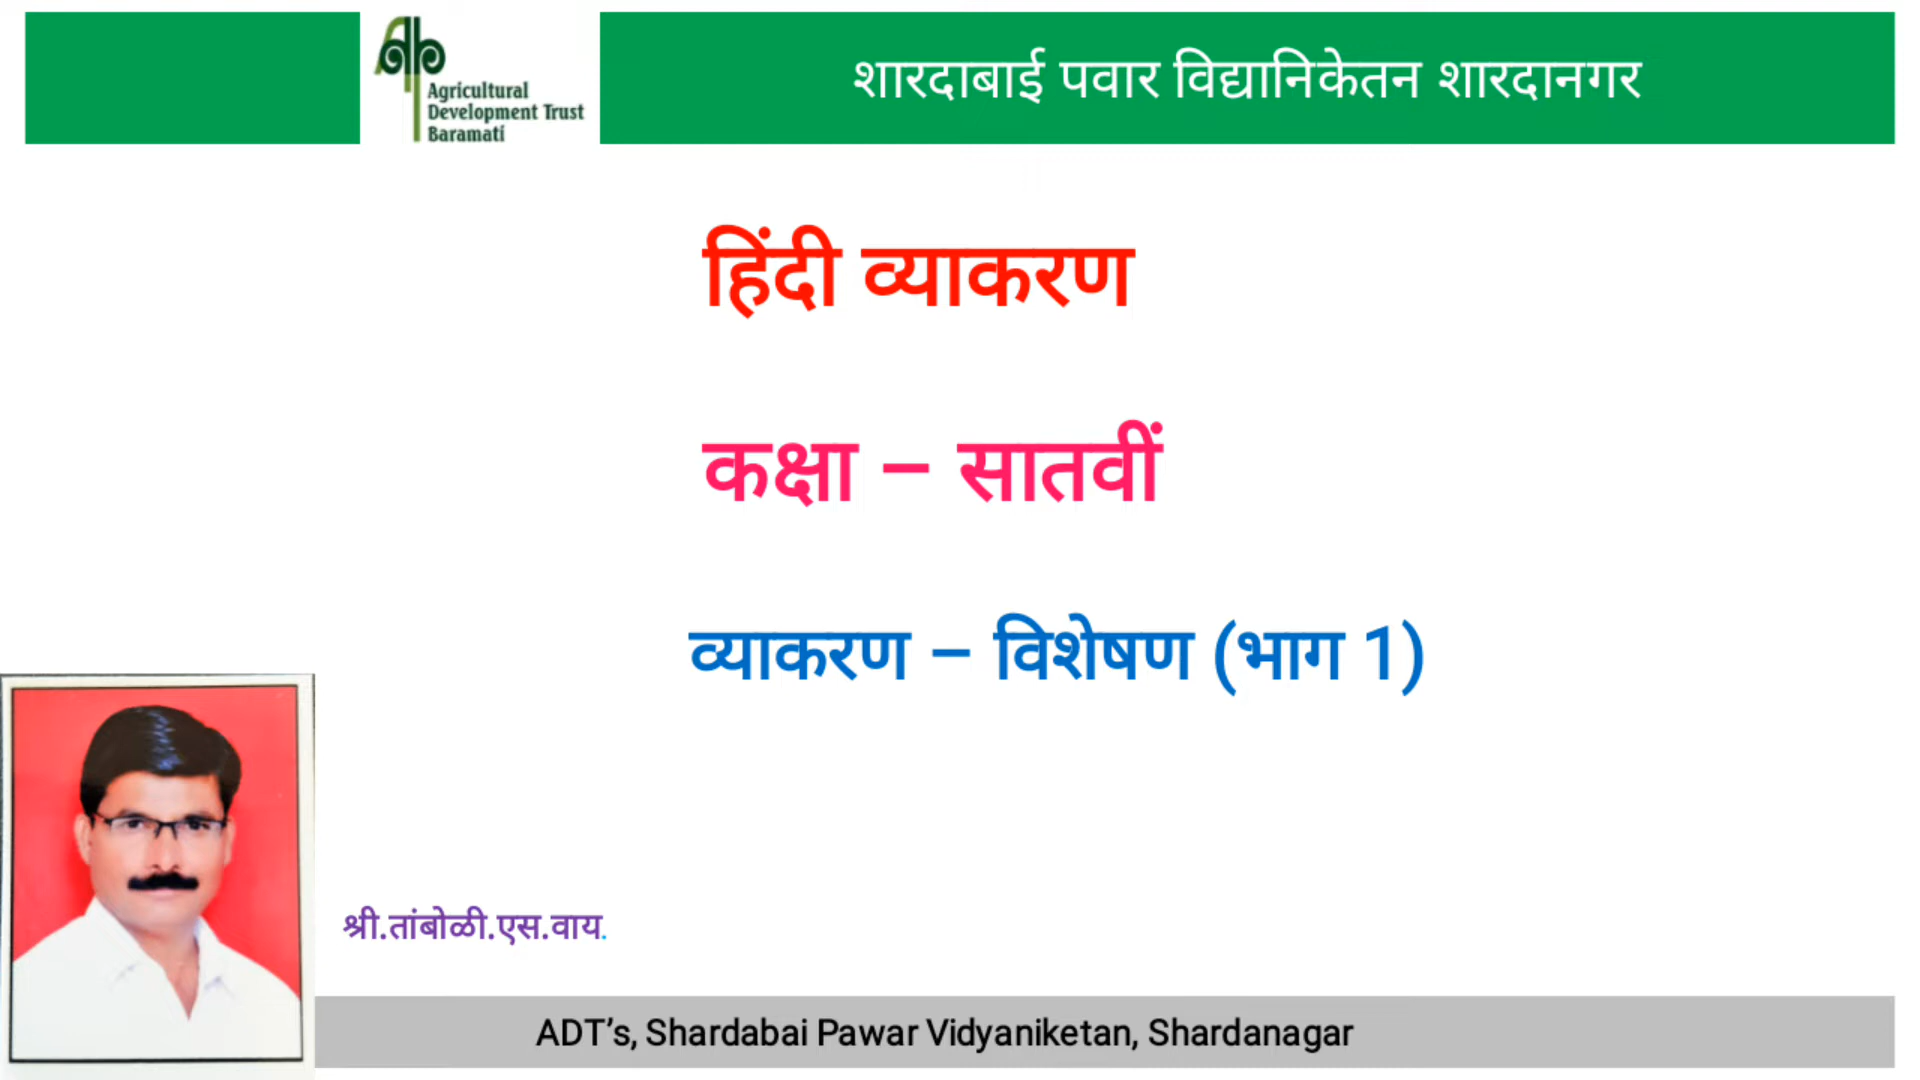 Agricultural
Development Trust
Baramati
शारदाबाई पवार विद्यानिकेतन शारदानगर
हिंदी व्याकरण
कक्षा – सातवीं
व्याकरण – विशेषण (भाग 1)
श्री.तांबोळी.एस.वाय.
ADT’s, Shardabai Pawar Vidyaniketan, Shardanagar